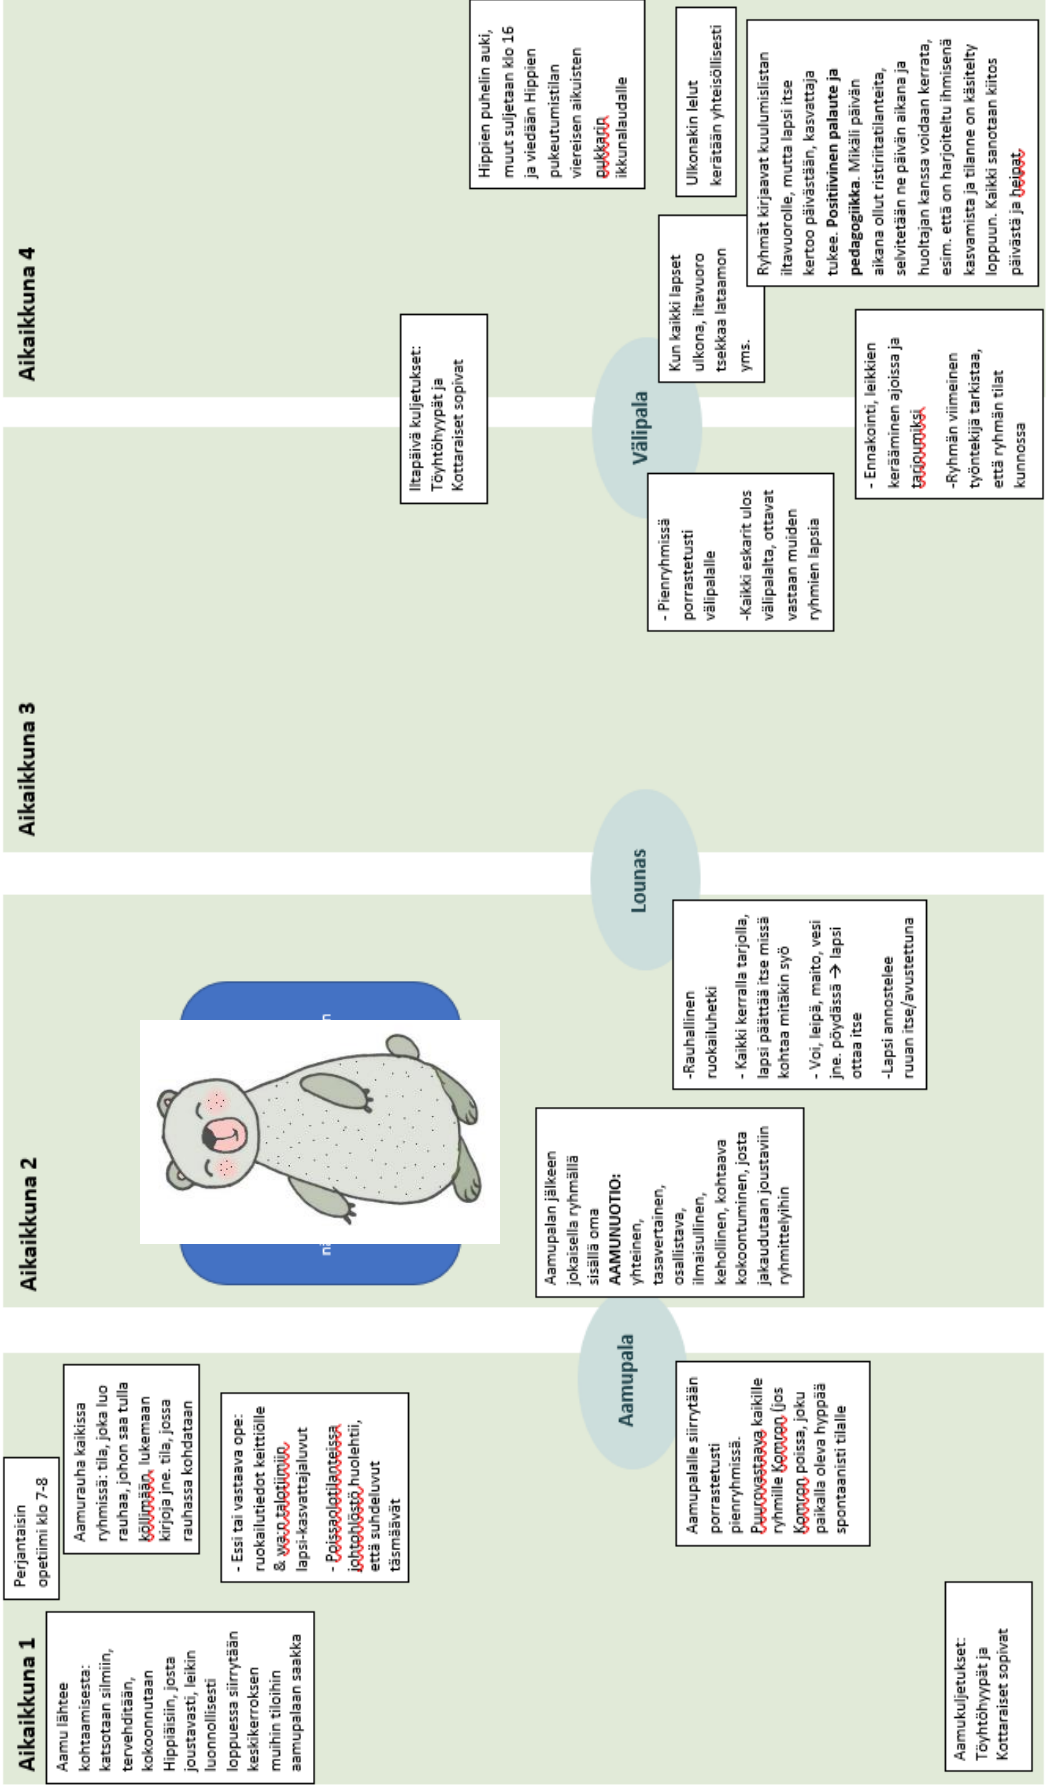 Aikaikkuna 1
Aamu lähtee
kohtaamisesta:
katsotaan silmiin,
tervehditään,
kokoonnutaan
Hippiäisiin, josta
joustavasti, leikin
luonnollisesti
loppuessa siirrytään
keskikerroksen
muihin tiloihin
aamupalaan saakka
Perjantaisin
opetiimi klo 7-8
Aamurauha kaikissa
ryhmissä: tila, joka luo
rauhaa, johon saa tulla
köllimään, lukemaan
kirjoja jne. tila, jossa
rauhassa kohdataan
- Essi tai vastaava ope:
ruokailutiedot keittiölle
& wa:n talotiimiin
lapsi-kasvattajaluvut
- Poissaolotilanteissa
johtohlöstö huolehtii,
että suhdeluvut
täsmäävät
Aamukuljetukset:
Töyhtöhyypät ja
Kottaraiset sopivat
Aamupala
Aamupalalle siirrytään
porrastetusti
pienryhmissä.
Puurovastaava kaikille
ryhmille Komron (jos
Komron poissa, joku
paikalla oleva hyppää
spontaanisti tilalle
Aikaikkuna 2
nä
n
Aamupalan jälkeen
jokaisella ryhmällä
sisällä oma
AAMUNUOTIO:
yhteinen,
tasavertainen,
osallistava,
ilmaisullinen,
kehollinen, kohtaava
kokoontuminen, josta
jakaudutaan joustaviin
ryhmittelyihin
Lounas
-Rauhallinen
ruokailuhetki
- Kaikki kerralla tarjolla,
lapsi päättää itse missä
kohtaa mitäkin syö
- Voi, leipä, maito, vesi
jne. pöydässä → lapsi
ottaa itse
-Lapsi annostelee
ruuan itse/avustettuna
Aikaikkuna 3
Välipala
- Pienryhmissä
porrastetusti
välipalalle
-Kaikki eskarit ulos
välipalalta, ottavat
vastaan muiden
ryhmien lapsia
Aikaikkuna 4
Iltapäivä kuljetukset:
Töyhtöhyypät ja
Kottaraiset sopivat
Hippien puhelin auki,
muut suljetaan klo 16
ja viedään Hippien
pukeutumistilan
viereisen aikuisten
pukkarin
ikkunalaudalle
Kun kaikki lapset
ulkona, iltavuoro
tsekkaa lataamon
yms.
Ulkonakin lelut
kerätään yhteisöllisesti
- Ennakointi, leikkien
kerääminen ajoissa ja
tarjoumiksi
-Ryhmän viimeinen
työntekijä tarkistaa,
että ryhmän tilat
kunnossa
Ryhmät kirjaavat kuulumislistan
iltavuorolle, mutta lapsi itse
kertoo päivästään, kasvattaja
tukee. Positiivinen palaute ja
pedagogiikka. Mikäli päivän
aikana ollut ristiriitatilanteita,
selvitetään ne päivän aikana ja
huoltajan kanssa voidaan kerrata,
esim. että on harjoiteltu ihmisenä
kasvamista ja tilanne on käsitelty
loppuun. Kaikki sanotaan kiitos
päivästä ja heipat.